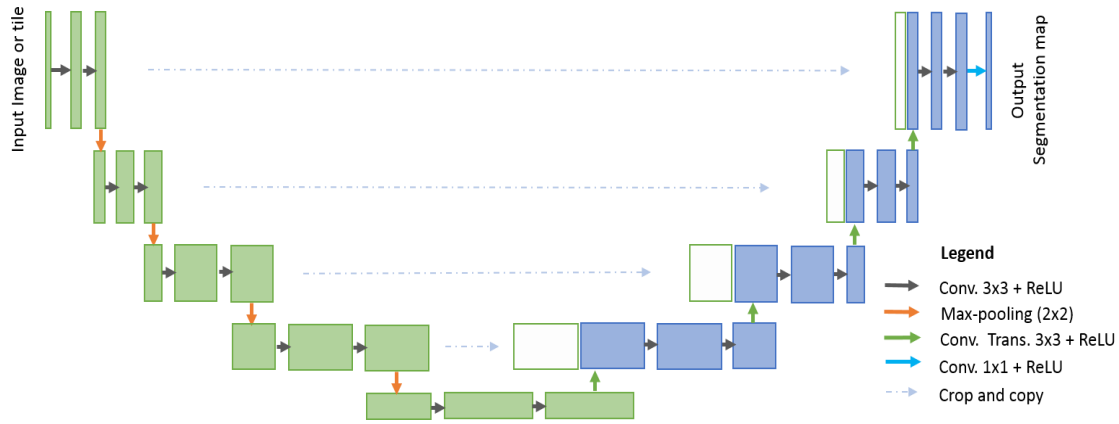 Input Image or tile
Output
Segmentation map
Legend
Conv. 3x3 + ReLU
Max-pooling (2x2)
Conv. Trans. 3x3 + ReLU
Conv. 1x1 + ReLU
Crop and copy